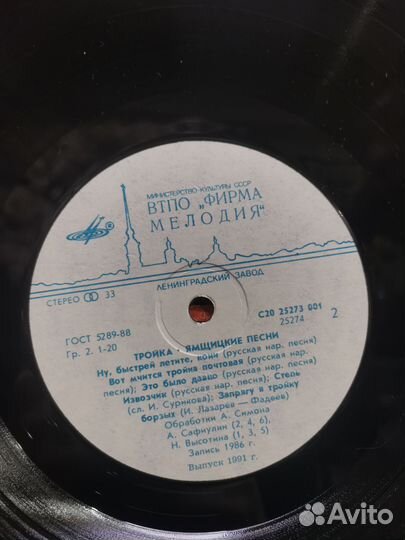 МИНИСТЕРСТВО КУЛЬТУРЫ СССР
ВТПО „ФИРМА
МЕЛОДИЯ“
ЛЕНИНГРАДСКИЙ ЗАВОД
СТЕРЕО 33
ГОСТ 5289-88
Гр. 2. 1-20
С20 25273 001
25274
2
ТРОЙКА · ЯМЩИЦКИЕ ПЕСНИ
Ну, быстрей летите, кони (русская нар. песня)
Вот мчится тройка почтовая (русская нар.
песня); Это было давно (русская нар. песня)
Извозчик (русская нар. песня); Степь
(сл. И. Сурикова); Запрягу я тройку
борзых (И. Лазарев — Фадеев)
Обработки А. Симона
А. Сафиулин (2, 4, 6),
Н. Высотина (1, 3, 5)
Запись 1986 г.
Выпуск 1991 г.
Avito